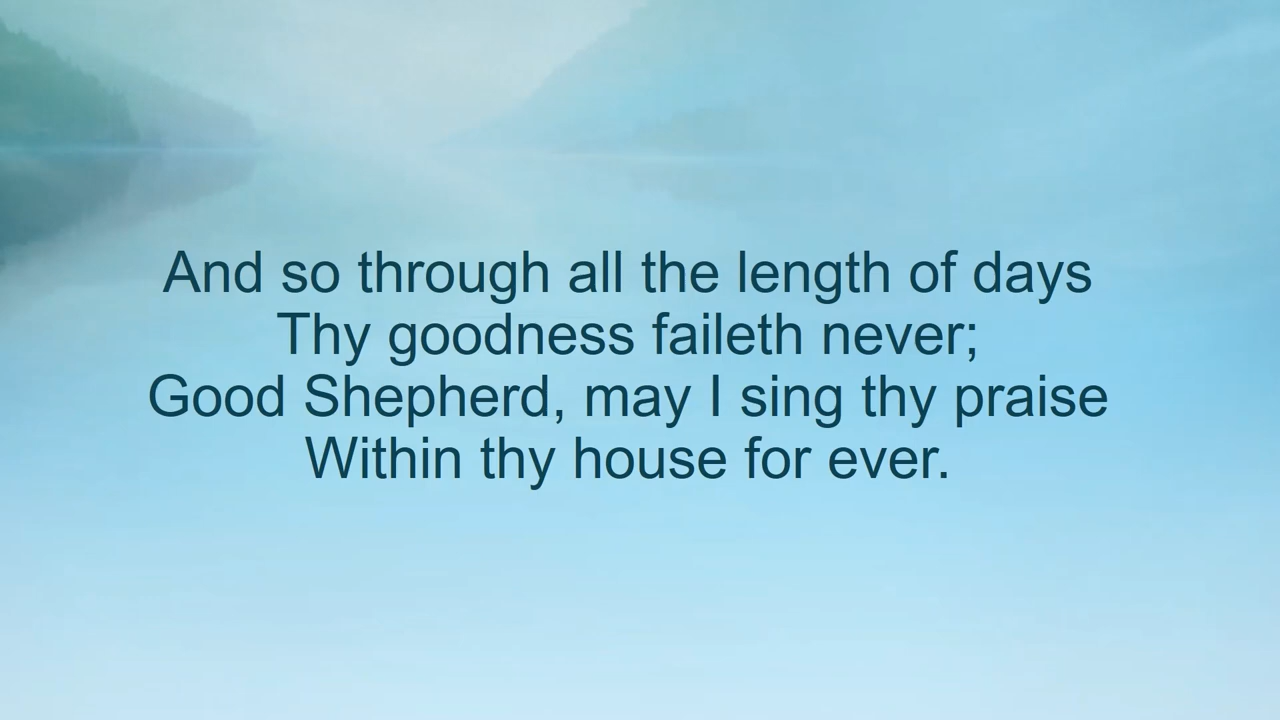 And so through all the length of days
Thy goodness faileth never;
Good Shepherd, may I sing thy praise
Within thy house for ever.